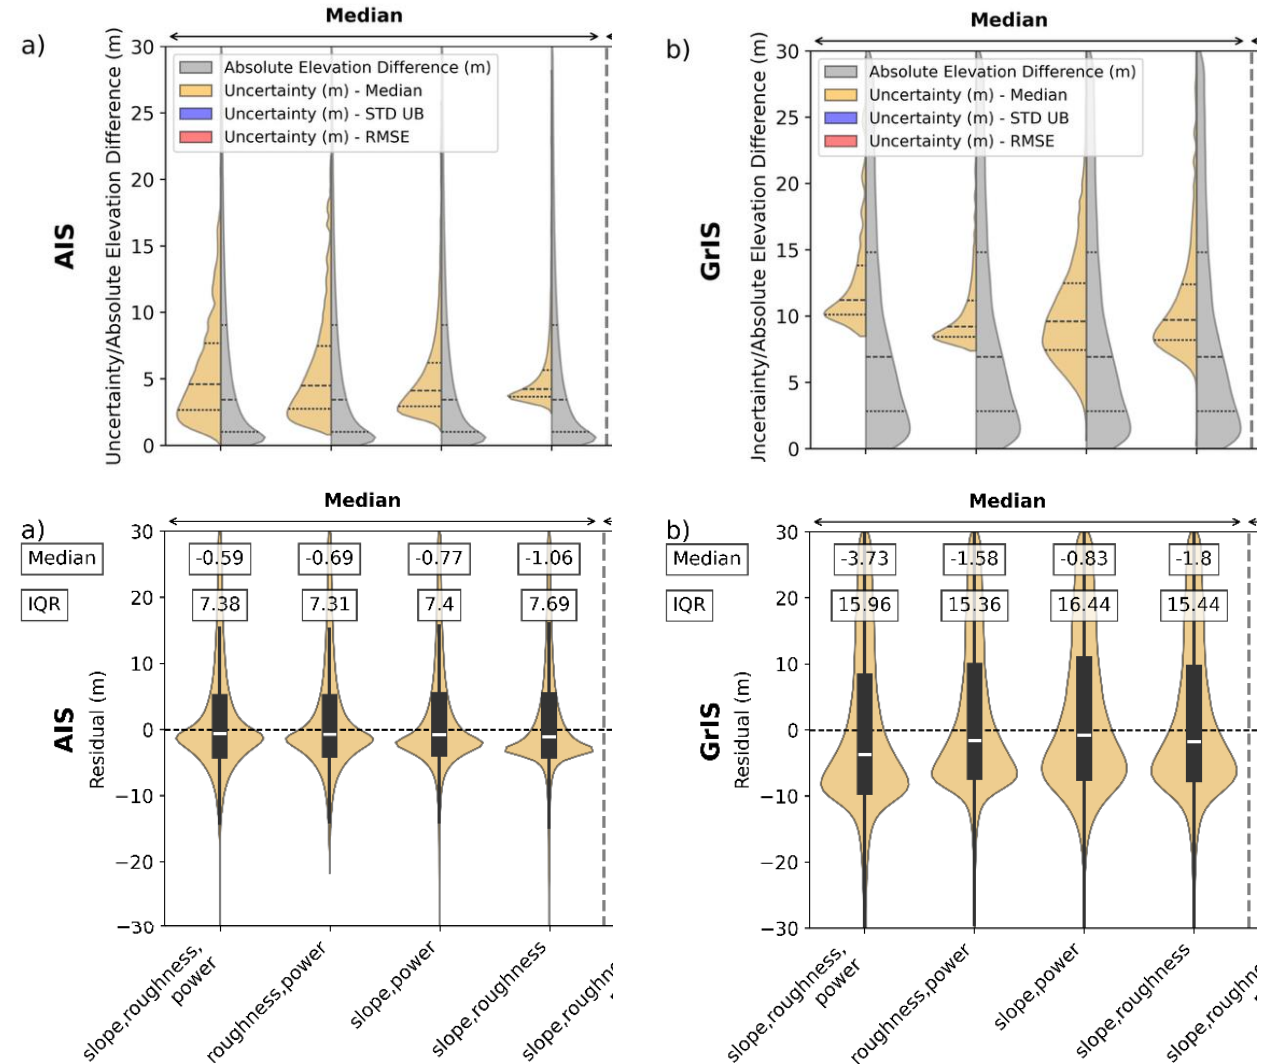 Median
a)
30
25
20
15
10
5
0
Uncertainty/Absolute Elevation Difference (m)
AIS
Absolute Elevation Difference (m)
Uncertainty (m) - Median
Uncertainty (m) - STD UB
Uncertainty (m) - RMSE
Median
b)
30
25
20
15
10
5
0
Uncertainty/Absolute Elevation Difference (m)
GrIS
Absolute Elevation Difference (m)
Uncertainty (m) - Median
Uncertainty (m) - STD UB
Uncertainty (m) - RMSE
Median
a)
Median
-0.59
-0.69
-0.77
-1.06
IQR
7.38
7.31
7.4
7.69
30
20
10
0
−10
−20
−30
Residual (m)
AIS
slope,roughness,
power
roughness,power
slope,power
slope,roughness
slope,roughn
Median
b)
Median
-3.73
-1.58
-0.83
-1.8
IQR
15.96
15.36
16.44
15.44
30
20
10
0
−10
−20
−30
Residual (m)
GrIS
slope,roughness,
power
roughness,power
slope,power
slope,roughness
slope,roughn